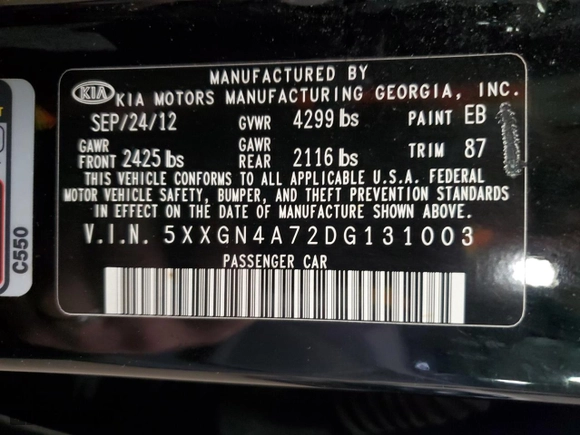 MANUFACTURED BY
KIA KIA MOTORS MANUFACTURING GEORGIA, INC.
SEP/24/12 GVWR 4299 lbs PAINT EB
GAWR FRONT 2425 lbs GAWR REAR 2116 lbs TRIM 87
THIS VEHICLE CONFORMS TO ALL APPLICABLE U.S.A. FEDERAL
MOTOR VEHICLE SAFETY, BUMPER, AND THEFT PREVENTION STANDARDS
IN EFFECT ON THE DATE OF MANUFACTURE SHOWN ABOVE.
V.I.N. 5XXGN4A72DG131003
PASSENGER CAR
C550